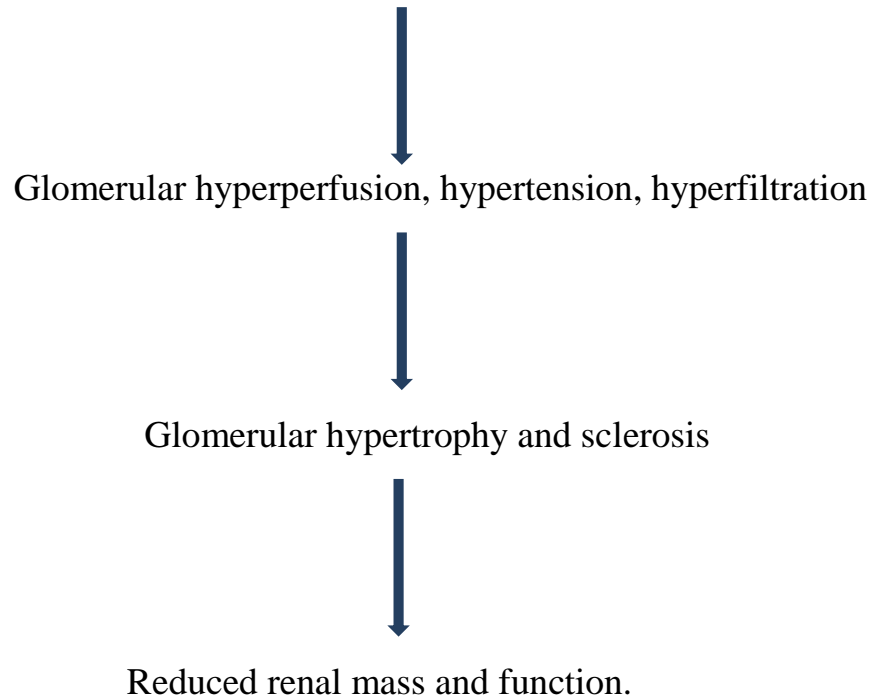 Glomerular hyperperfusion, hypertension, hyperfiltration
Glomerular hypertrophy and sclerosis
Reduced renal mass and function.